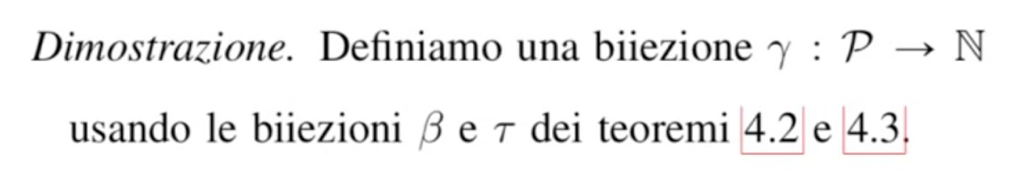 Dimostrazione. Definiamo una biiezione γ : 𝒫 → ℕ
usando le biiezioni β e τ dei teoremi 4.2 e 4.3.